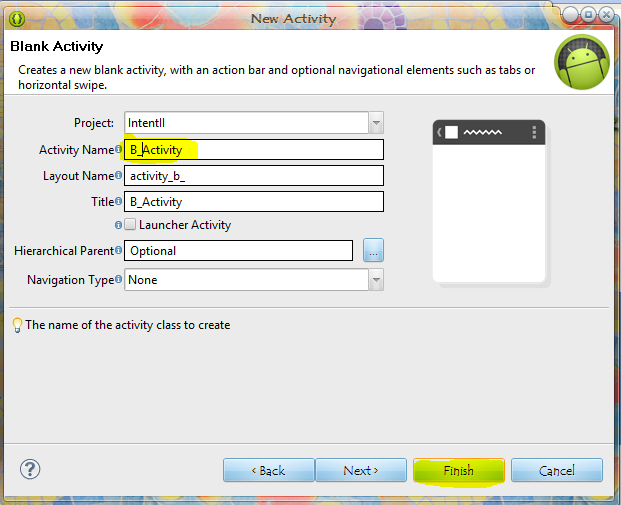 New Activity
Blank Activity
Creates a new blank activity, with an action bar and optional navigational elements such as tabs or
horizontal swipe.
Project: IntentII
Activity Name B_Activity
Layout Name activity_b_
Title B_Activity
Launcher Activity
Hierarchical Parent Optional ...
Navigation Type None
The name of the activity class to create
? < Back Next > Finish Cancel